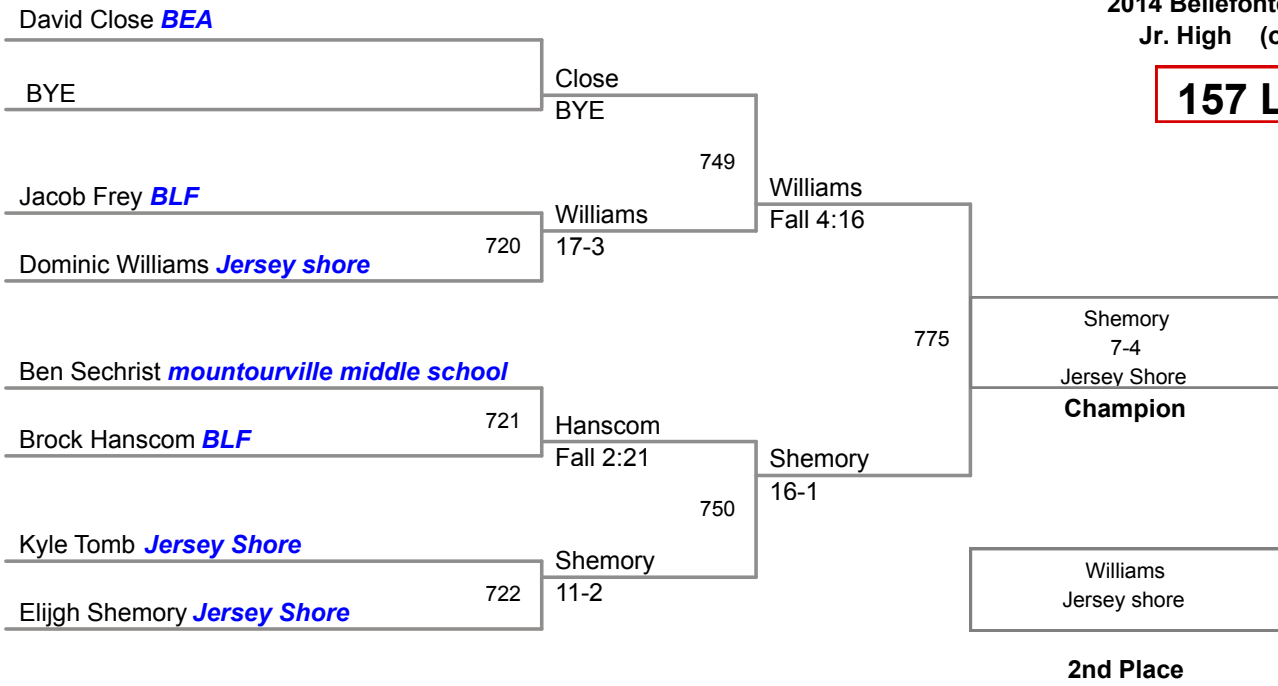 2014 Bellefonte
Jr. High (
157 L
David Close BEA
BYE
Close
BYE
749
Jacob Frey BLF
720
Dominic Williams Jersey shore
Williams
17-3
Williams
Fall 4:16
775
Ben Sechrist mountourville middle school
721
Brock Hanscom BLF
Hanscom
Fall 2:21
750
Kyle Tomb Jersey Shore
722
Elijgh Shemory Jersey Shore
Shemory
11-2
Shemory
16-1
Shemory
7-4
Jersey Shore
Champion
Williams
Jersey shore
2nd Place